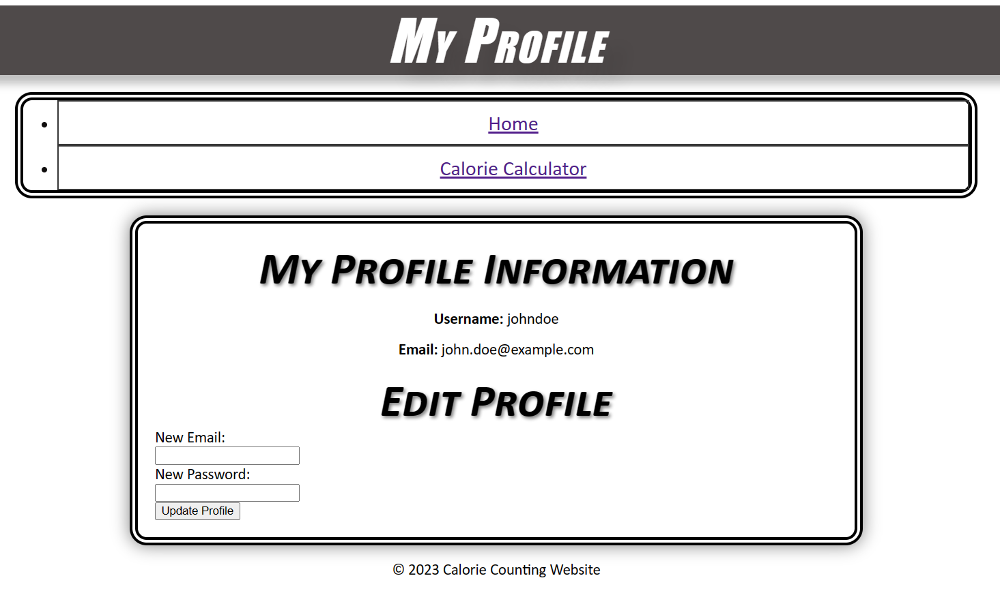 My Profile
Home
Calorie Calculator
My Profile Information
Username: johndoe
Email: john.doe@example.com
Edit Profile
New Email:
New Password:
Update Profile
© 2023 Calorie Counting Website